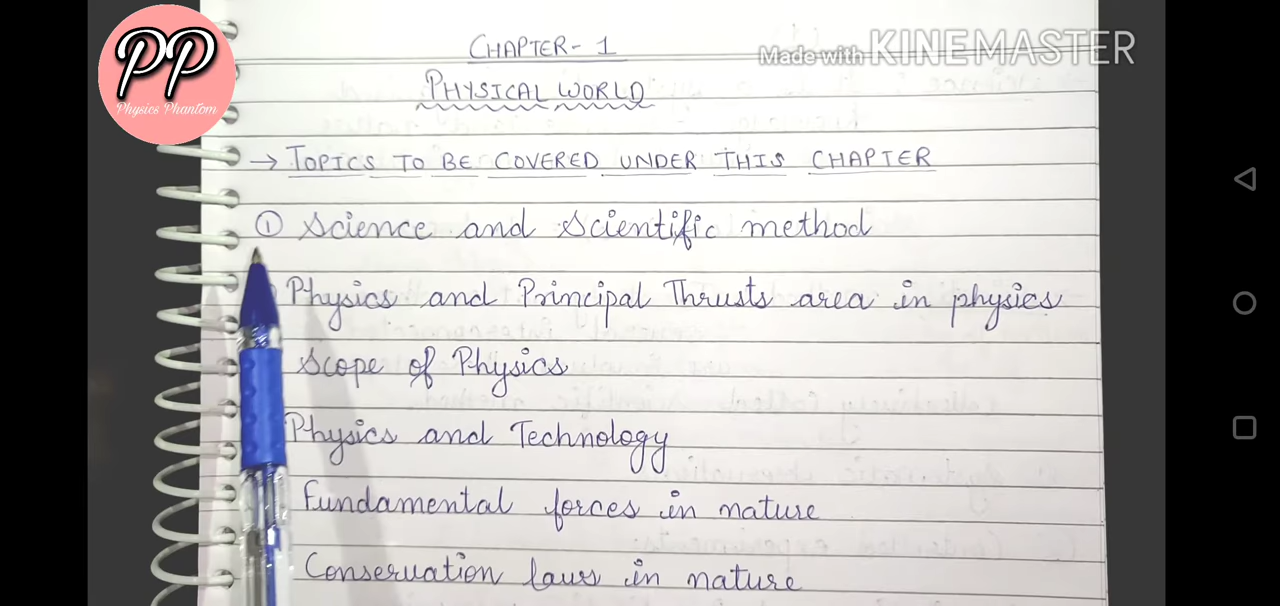 PP
Physics Phantom
Made with KINEMASTER
CHAPTER - 1
PHYSICAL WORLD
→ TOPICS TO BE COVERED UNDER THIS CHAPTER
① Science and Scientific method
Physics and Principal Thrusts area in physics
Scope of Physics
Physics and Technology
Fundamental forces in nature
Conservation laws in nature